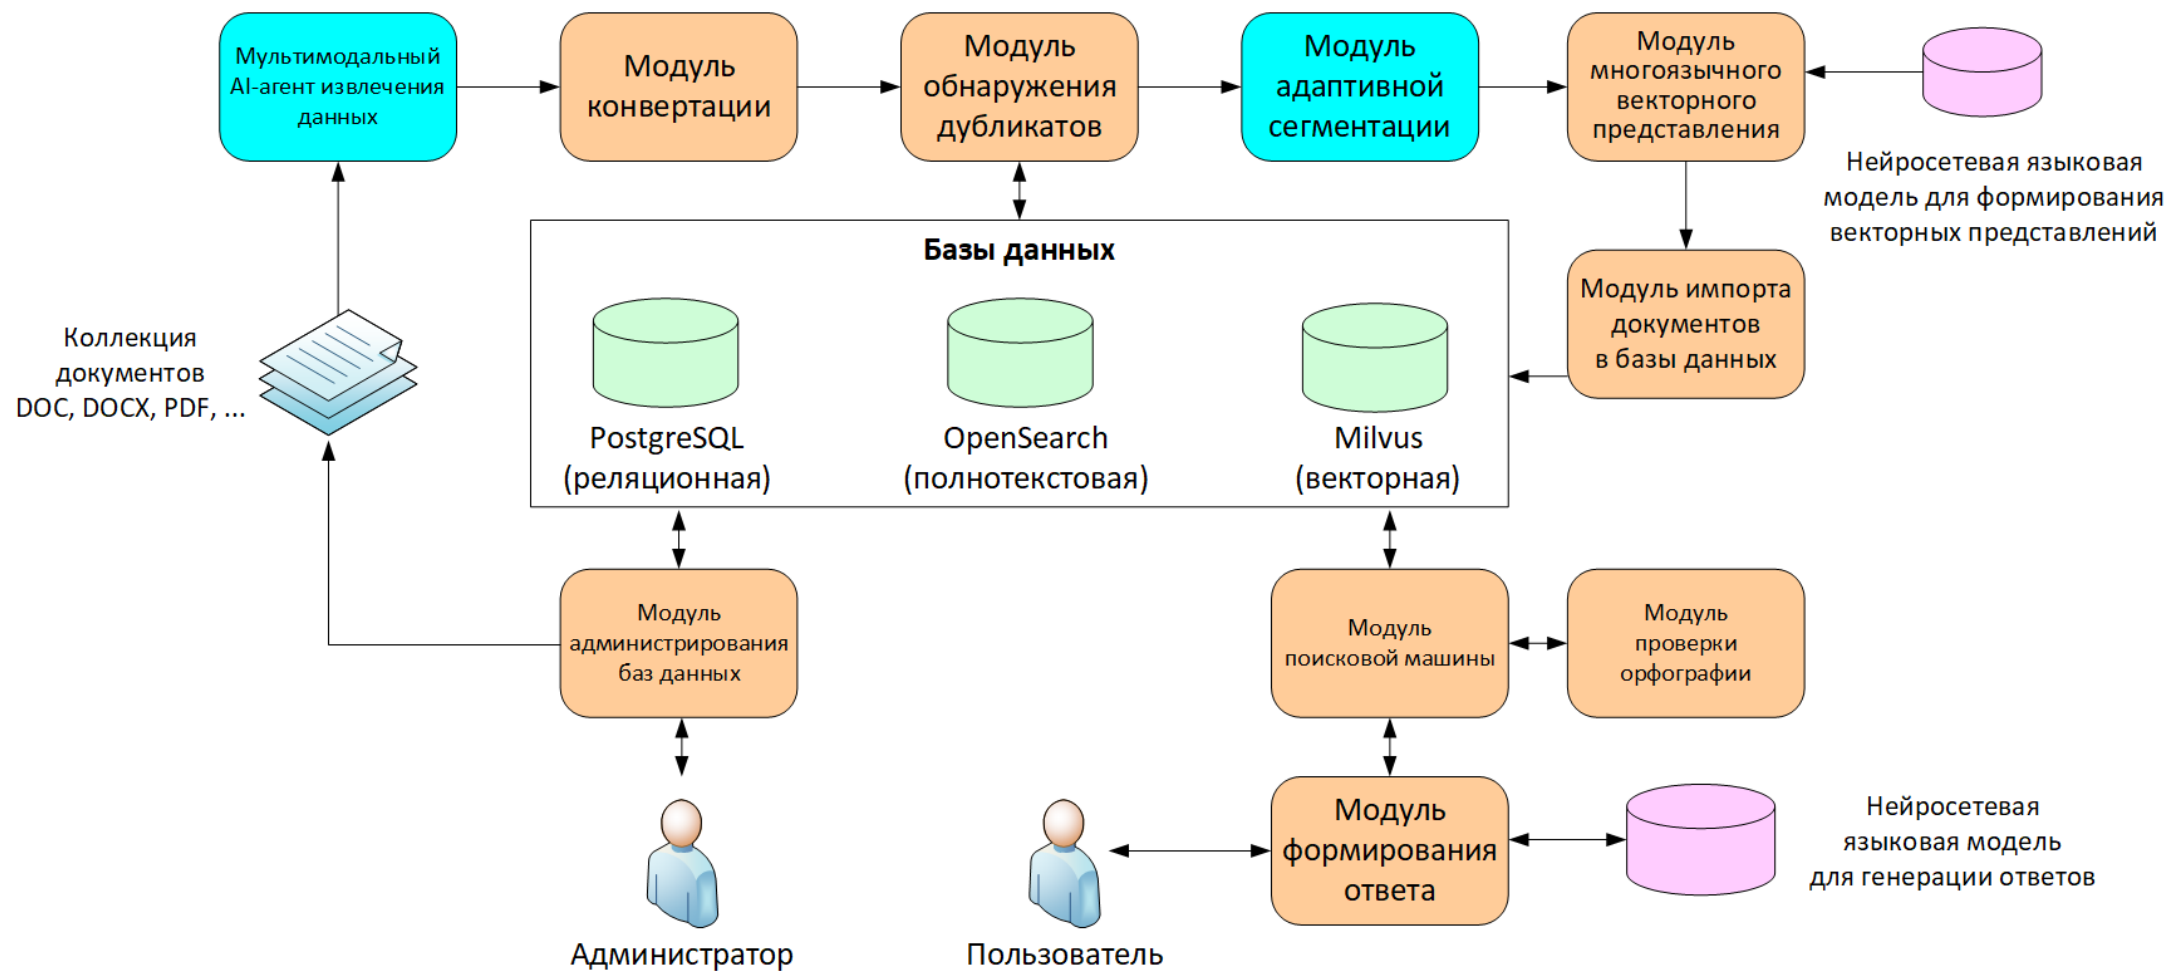 Мультимодальный
AI-агент извлечения
данных
Модуль
конвертации
Модуль
обнаружения
дубликатов
Модуль
адаптивной
сегментации
Модуль
многоязычного
векторного
представления
Нейросетевая языковая
модель для формирования
векторных представлений
Базы данных
Модуль импорта
документов
в базы данных
Коллекция
документов
DOC, DOCX, PDF, ...
PostgreSQL
(реляционная)
OpenSearch
(полнотекстовая)
Milvus
(векторная)
Модуль
администрирования
баз данных
Модуль
поисковой машины
Модуль
проверки
орфографии
Модуль
формирования
ответа
Нейросетевая
языковая модель
для генерации ответов
Администратор
Пользователь